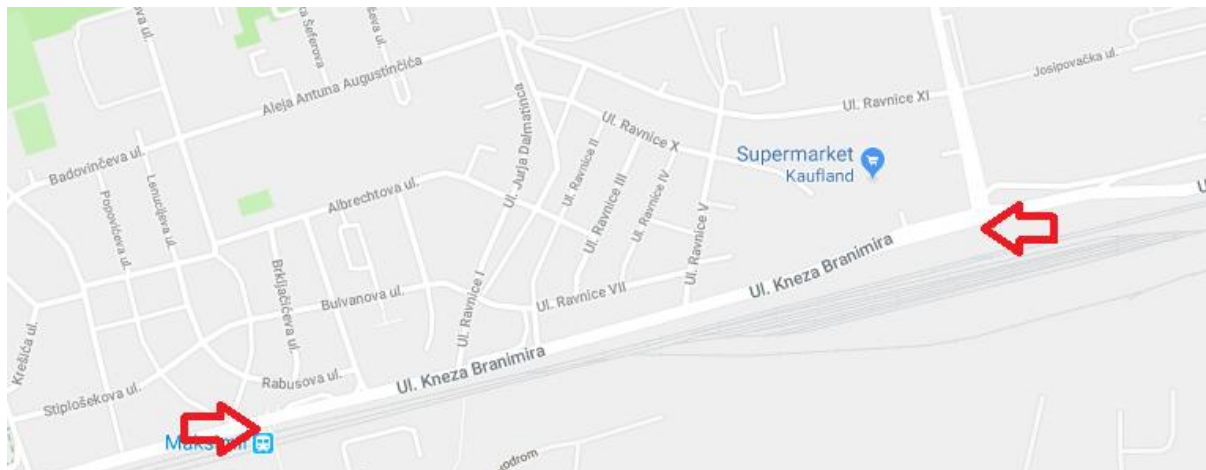 Šeferova
Aleja Antuna Augustinčića
Josipovačka ul.
Ul. Ravnice XI
Ul. Jurja Dalmatinca
Ul. Ravnice X
Badovinčeva ul.
Lenucijeva ul.
Popovićeva ul.
Albrechtova ul.
Ul. Ravnice II
Ul. Ravnice III
Ul. Ravnice IV
Ul. Ravnice V
Supermarket
Kaufland
Brkljačićeva ul.
Bulvanova ul.
Ul. Ravnice I
Ul. Ravnice VII
Ul. Kneza Branimira
Ul. Kneza Branimira
Krešića ul.
Rabusova ul.
Stiplošekova ul.